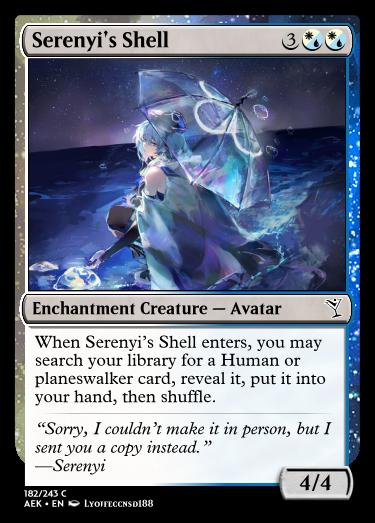 Serenyi's Shell 3
Enchantment Creature — Avatar
When Serenyi's Shell enters, you may
search your library for a Human or
planeswalker card, reveal it, put it into
your hand, then shuffle.
“Sorry, I couldn't make it in person, but I
sent you a copy instead.”
—Serenyi
4/4
182/243 C
AEK • EN Lyoffeccnsd188